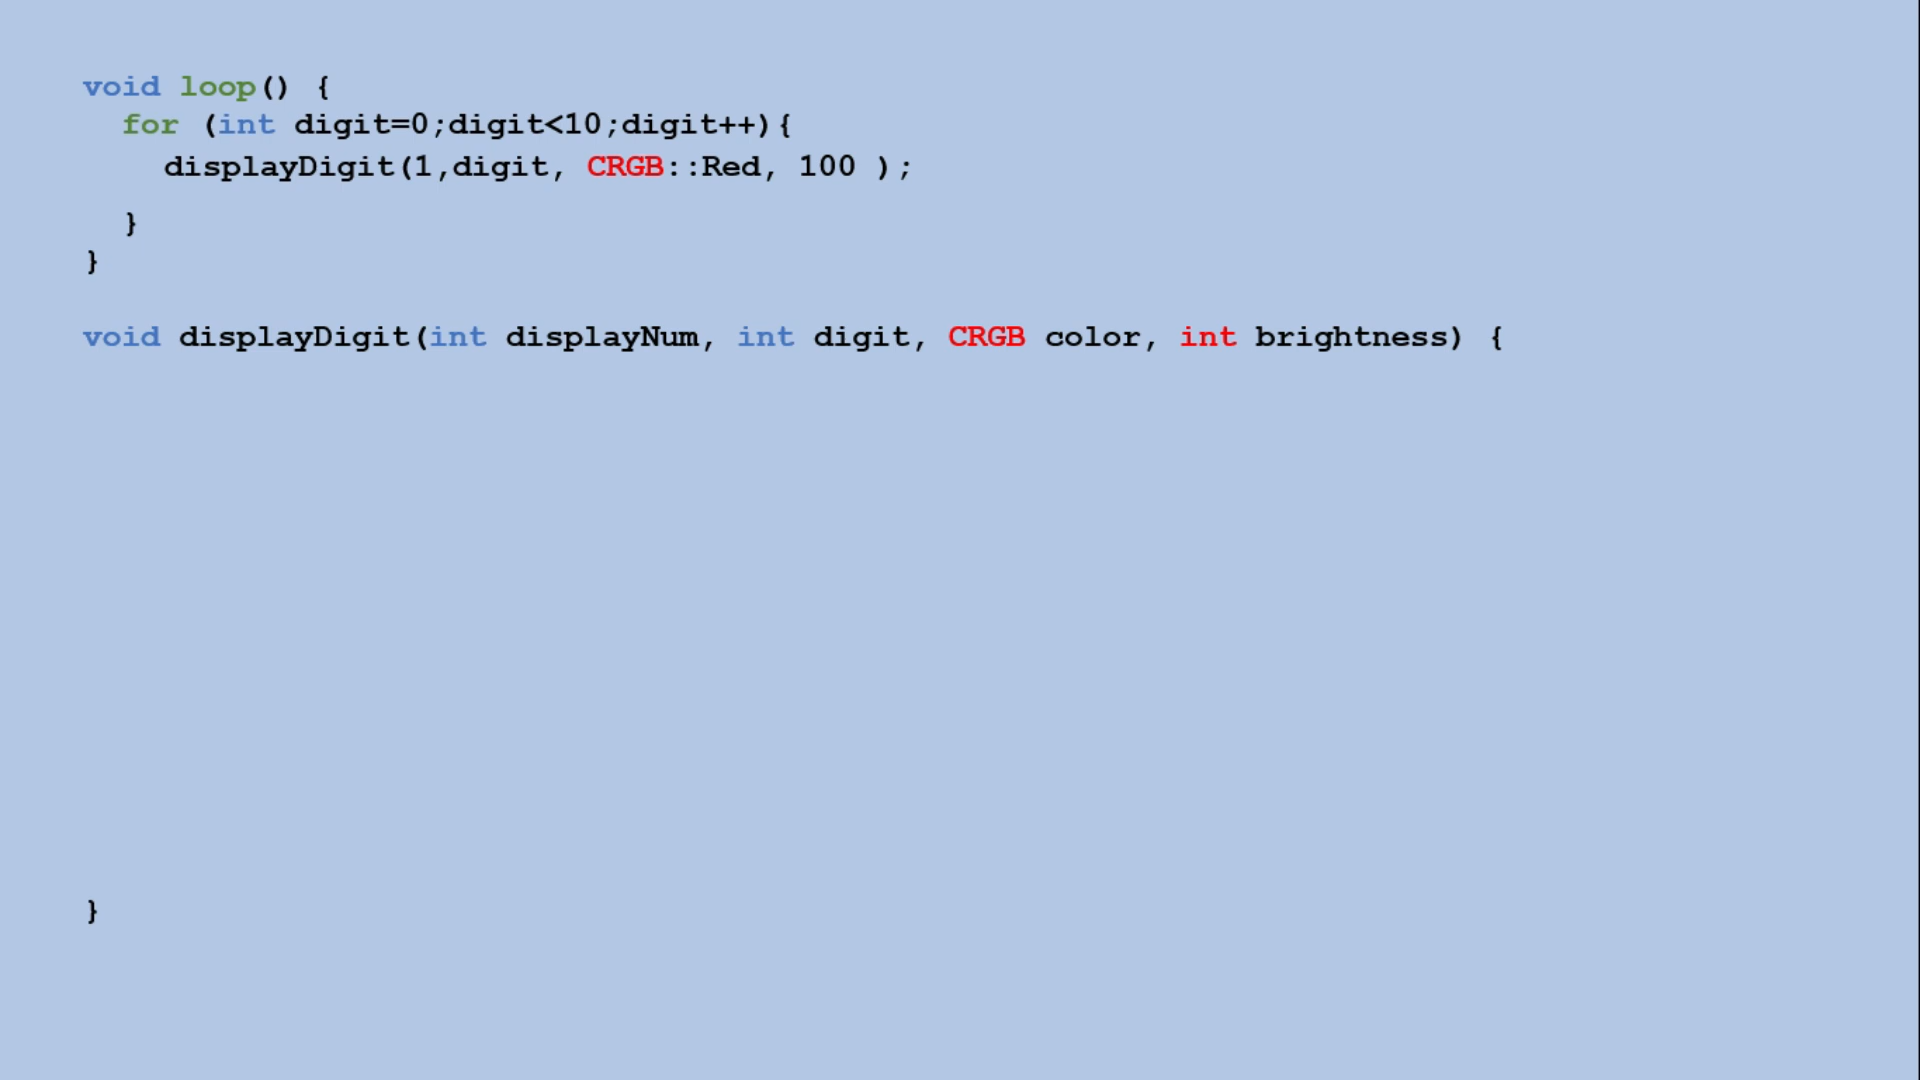 void loop() {
for (int digit=0;digit<10;digit++){
displayDigit(1,digit, CRGB::Red, 100 );
}
}
void displayDigit(int displayNum, int digit, CRGB color, int brightness) {
}